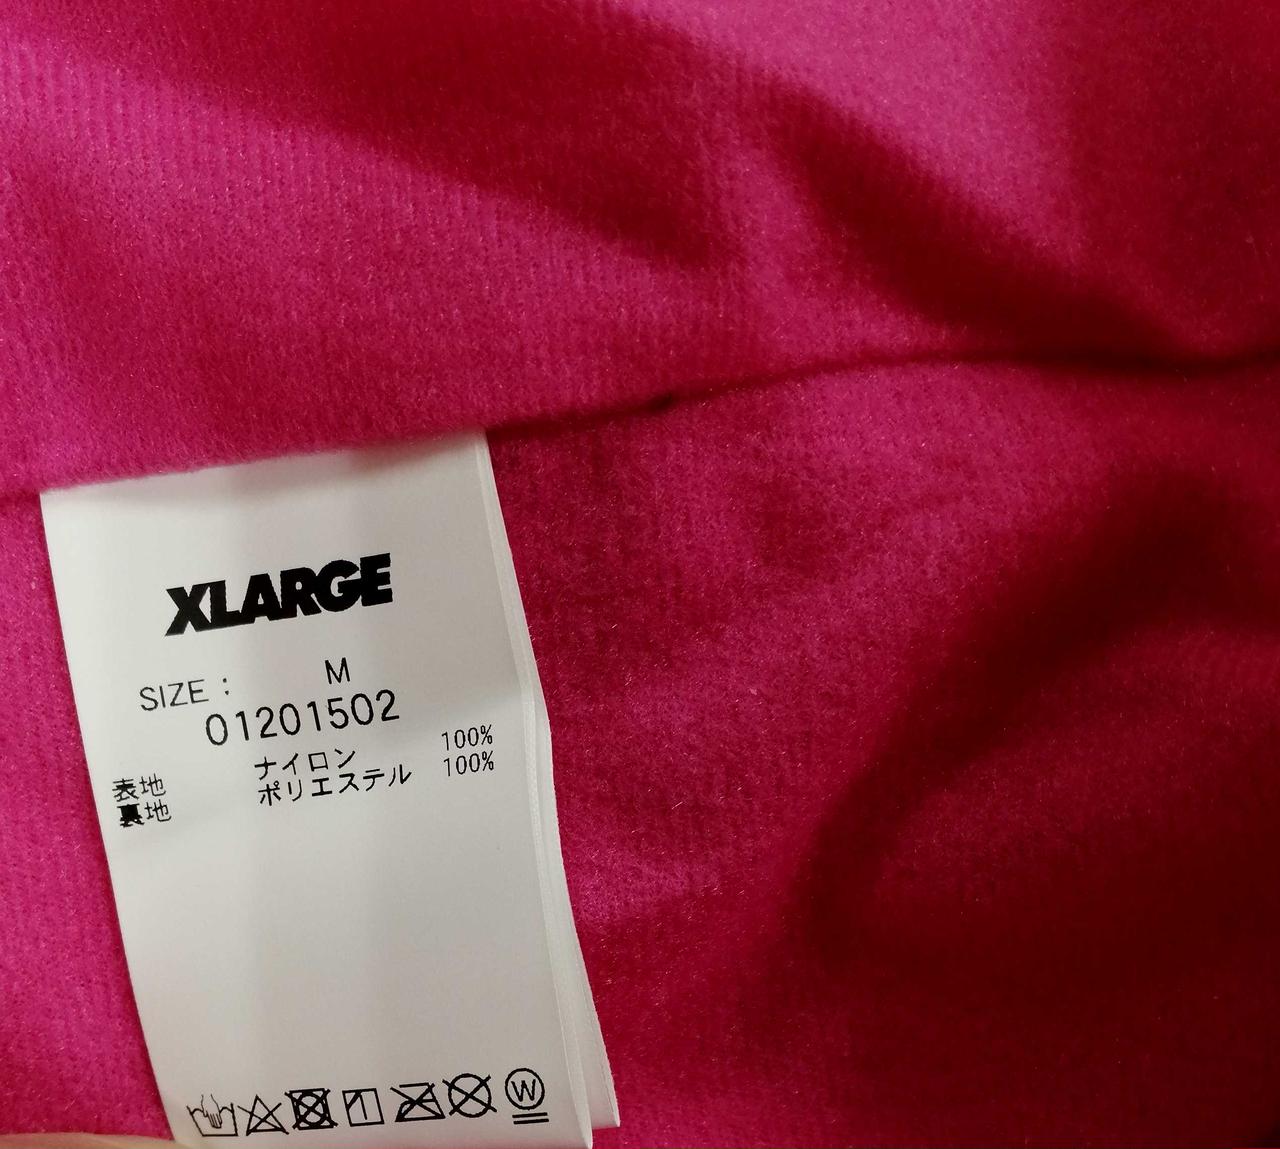 XLARGE
SIZE : M
01201502
表地 ナイロン 100%
裏地 ポリエステル 100%
W